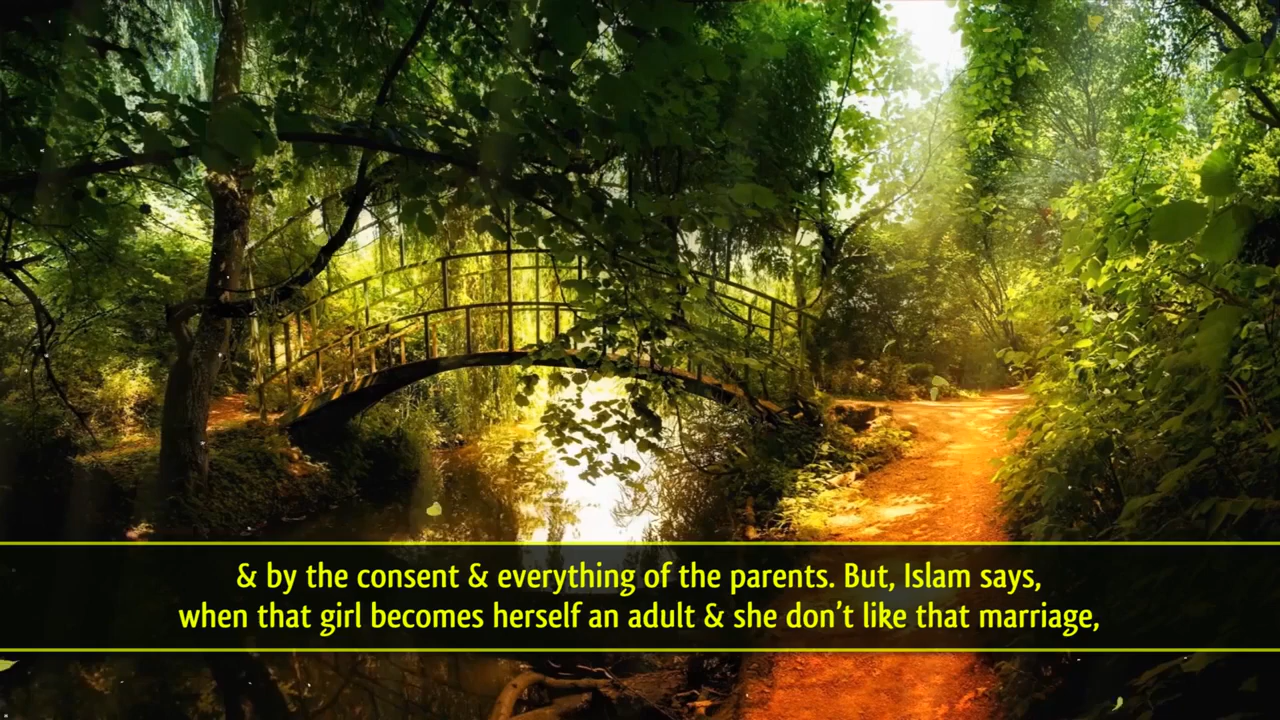 & by the consent & everything of the parents. But, Islam says,
when that girl becomes herself an adult & she don't like that marriage,